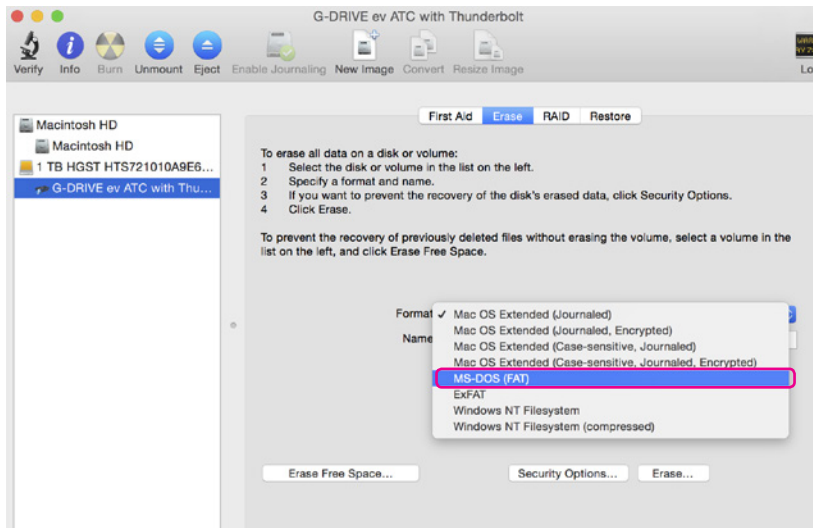 G-DRIVE ev ATC with Thunderbolt
Verify Info Burn Unmount Eject Enable Journaling New Image Convert Resize Image Lo
First Aid Erase RAID Restore
Macintosh HD
Macintosh HD
1 TB HGST HTS721010A9E6...
G-DRIVE ev ATC with Thu...
To erase all data on a disk or volume:
1 Select the disk or volume in the list on the left.
2 Specify a format and name.
3 If you want to prevent the recovery of the disk's erased data, click Security Options.
4 Click Erase.
To prevent the recovery of previously deleted files without erasing the volume, select a volume in the
list on the left, and click Erase Free Space.
Format ✓ Mac OS Extended (Journaled)
Name Mac OS Extended (Journaled, Encrypted)
Mac OS Extended (Case-sensitive, Journaled)
Mac OS Extended (Case-sensitive, Journaled, Encrypted)
MS-DOS (FAT)
ExFAT
Windows NT Filesystem
Windows NT Filesystem (compressed)
Erase Free Space... Security Options... Erase...